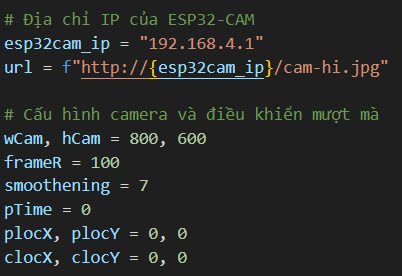 # Địa chỉ IP của ESP32-CAM
esp32cam_ip = "192.168.4.1"
url = f"http://{esp32cam_ip}/cam-hi.jpg"
# Cấu hình camera và điều khiển mượt mà
wCam, hCam = 800, 600
frameR = 100
smoothening = 7
pTime = 0
plocX, plocY = 0, 0
clocX, clocY = 0, 0